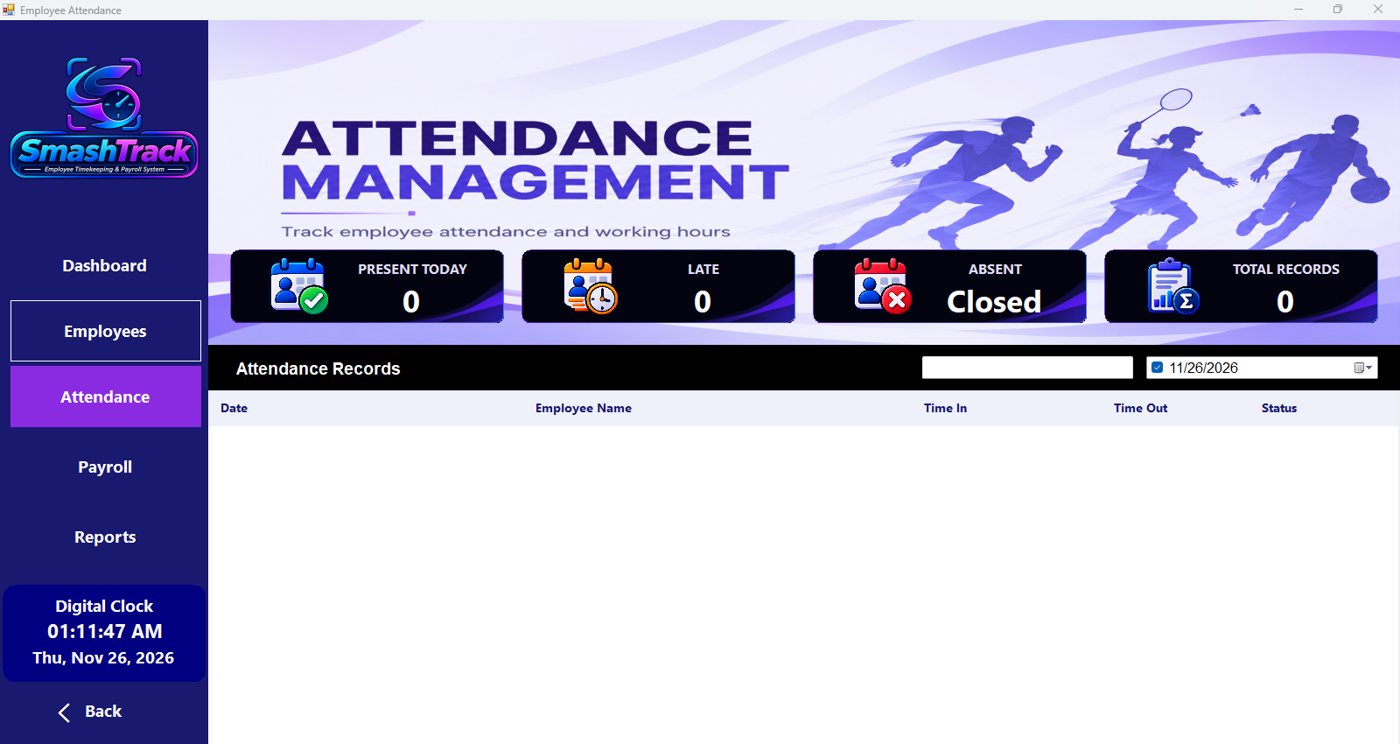 Employee Attendance
SmashTrack
Employee Timekeeping & Payroll System
Dashboard
Employees
Attendance
Payroll
Reports
Digital Clock
01:11:47 AM
Thu, Nov 26, 2026
Back
ATTENDANCE
MANAGEMENT
Track employee attendance and working hours
PRESENT TODAY
0
LATE
0
ABSENT
Closed
TOTAL RECORDS
0
Attendance Records
11/26/2026
Date Employee Name Time In Time Out Status